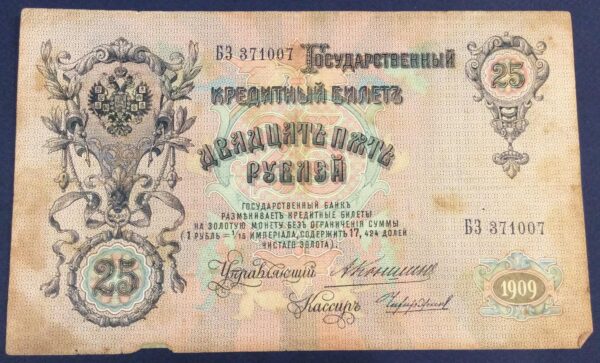 БЗ 371007
Государственный
25
Кредитный Билетъ
Двадцать пять
Рублей
Государственный Банкъ
размѣниваетъ кредитные билеты
на золотую монету безъ ограниченія суммы
(1 рубль = 1/15 имперіала, содержитъ 17, 424 долей
чистаго золота).
БЗ 371007
25
Управляющій
Кассиръ
1909